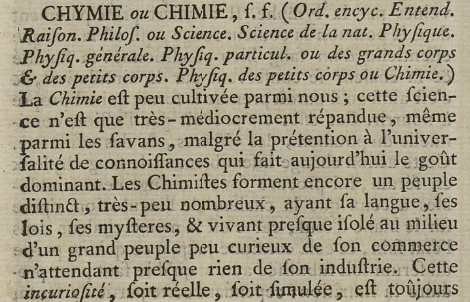 CHYMIE ou CHIMIE, ſ. f. (Ord. encyc. Entend.
Raiſon. Philoſ. ou Science. Science de la nat. Phyſique.
Phyſiq. générale. Phyſiq. particul. ou des grands corps
& des petits corps. Phyſiq. des petits corps ou Chimie.)
La Chimie eſt peu cultivée parmi nous ; cette ſcien-
ce n'eſt que très-médiocrement répandue, même
parmi les ſavans, malgré la prétention à l'univer-
ſalité de connoiſſances qui fait aujourd'hui le goût
dominant. Les Chimiſtes forment encore un peuple
diſtinct, très-peu nombreux, ayant ſa langue, ſes
lois, ſes myſteres, & vivant preſque iſolé au milieu
d'un grand peuple peu curieux de ſon commerce
n'attendant preſque rien de ſon induſtrie. Cette
incurioſité, ſoit réelle, ſoit ſimulée, eſt toûjours